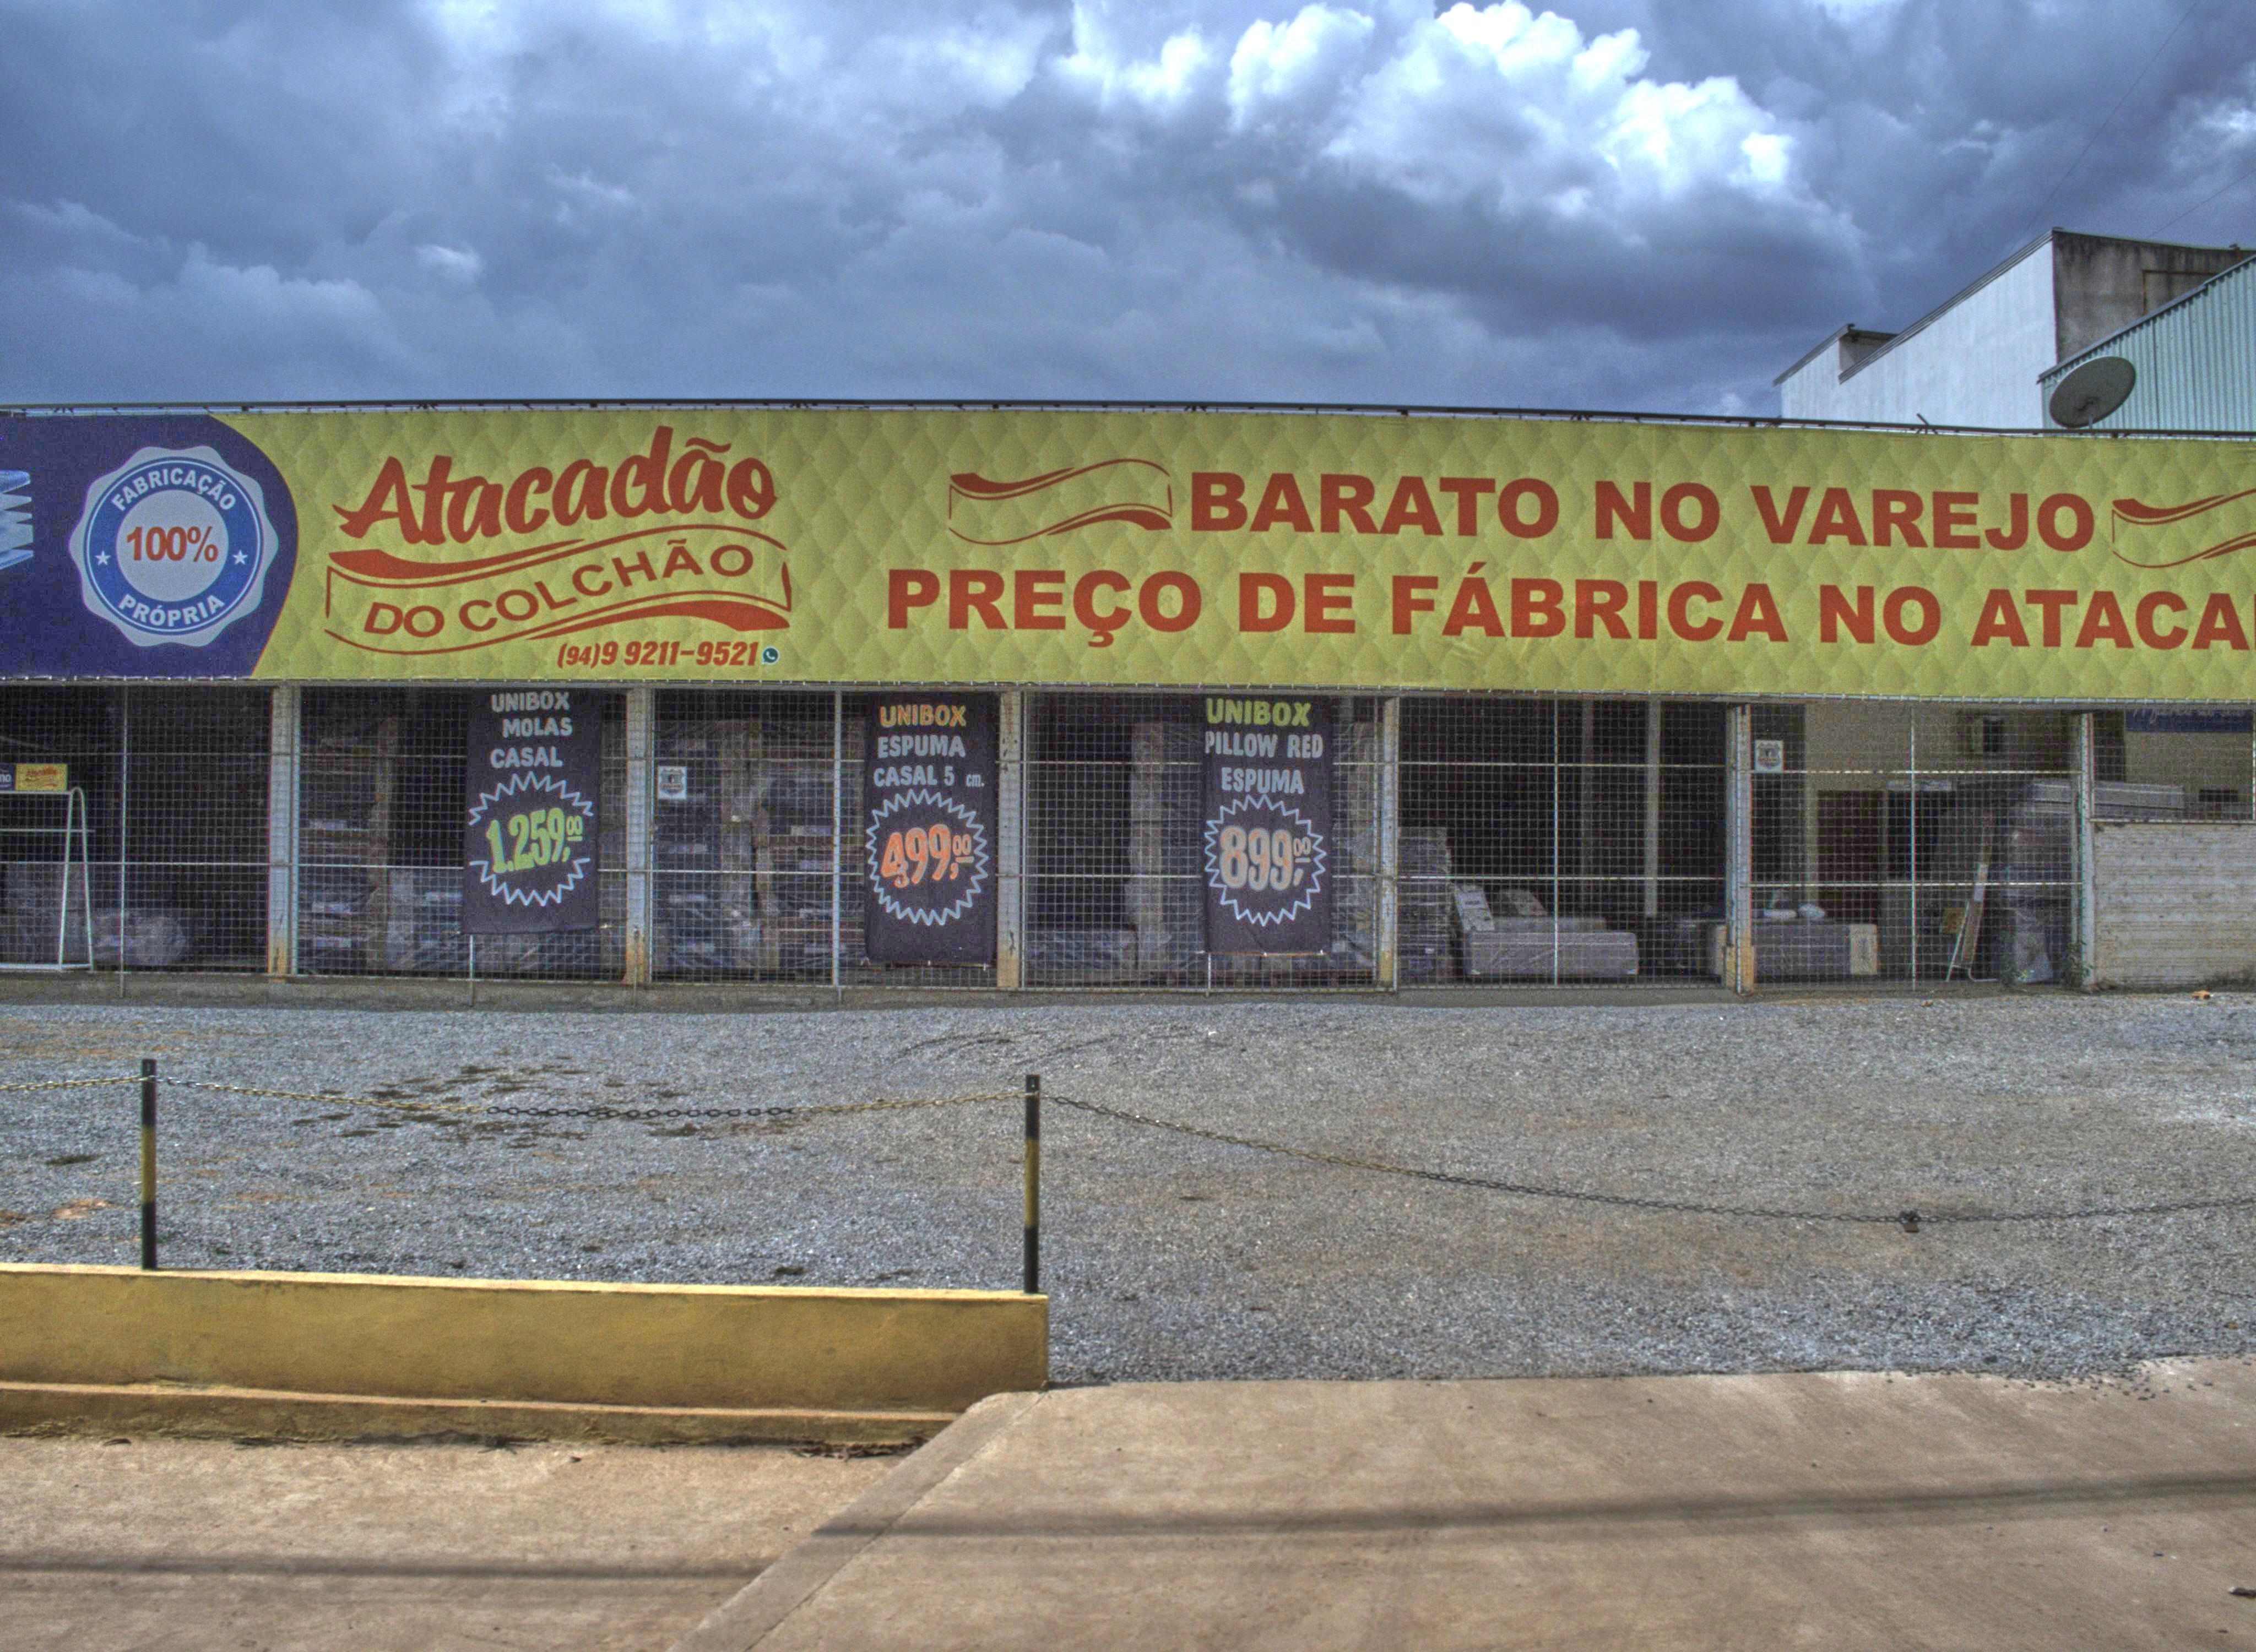 FABRICAÇÃO
100%
PRÓPRIA
Atacadão
DO COLCHÃO
(94)9 9211-9521
BARATO NO VAREJO
PREÇO DE FÁBRICA NO ATACA
UNIBOX
MOLAS
CASAL
1.259,00
UNIBOX
ESPUMA
CASAL 5 cm.
499,00
UNIBOX
PILLOW RED
ESPUMA
899,00